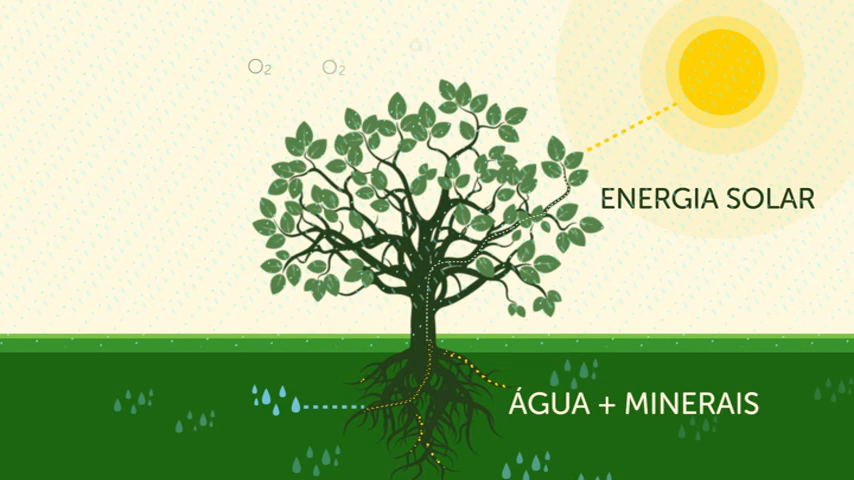 O₂ O₂
ENERGIA SOLAR
ÁGUA + MINERAIS